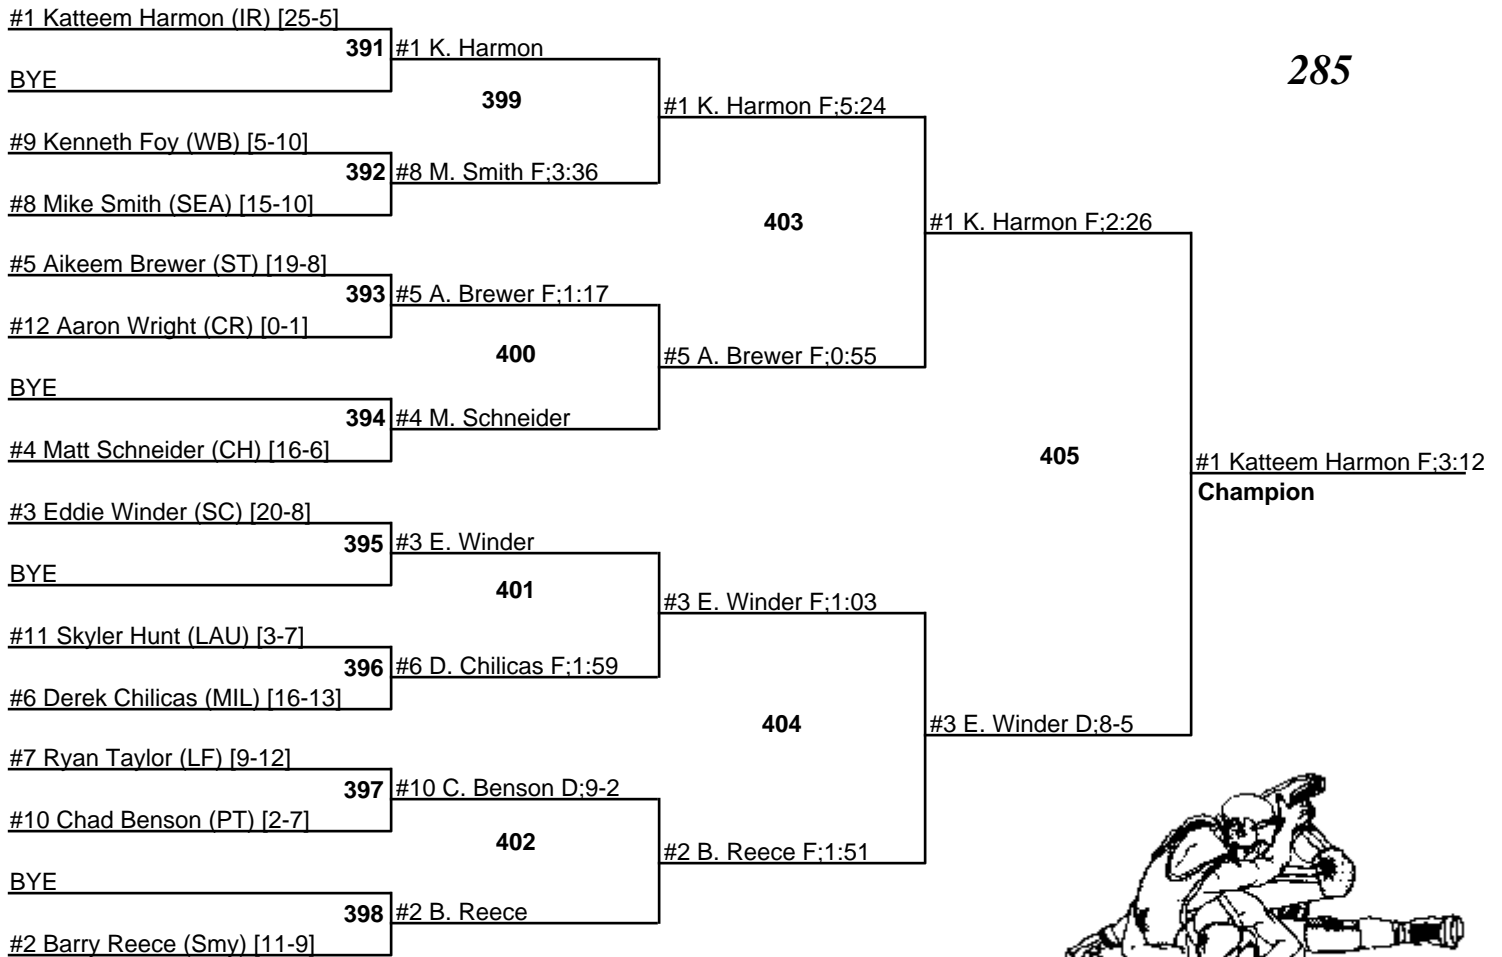 #1 Katteem Harmon (IR) [25-5]
391 #1 K. Harmon
BYE
285
399
#1 K. Harmon F;5:24
#9 Kenneth Foy (WB) [5-10]
392 #8 M. Smith F;3:36
#8 Mike Smith (SEA) [15-10]
403
#1 K. Harmon F;2:26
#5 Aikeem Brewer (ST) [19-8]
393 #5 A. Brewer F;1:17
#12 Aaron Wright (CR) [0-1]
400
#5 A. Brewer F;0:55
BYE
394 #4 M. Schneider
#4 Matt Schneider (CH) [16-6]
405
#1 Katteem Harmon F;3:12
Champion
#3 Eddie Winder (SC) [20-8]
395 #3 E. Winder
BYE
401
#3 E. Winder F;1:03
#11 Skyler Hunt (LAU) [3-7]
396 #6 D. Chilicas F;1:59
#6 Derek Chilicas (MIL) [16-13]
404
#3 E. Winder D;8-5
#7 Ryan Taylor (LF) [9-12]
397 #10 C. Benson D;9-2
#10 Chad Benson (PT) [2-7]
402
#2 B. Reece F;1:51
BYE
398 #2 B. Reece
#2 Barry Reece (Smy) [11-9]